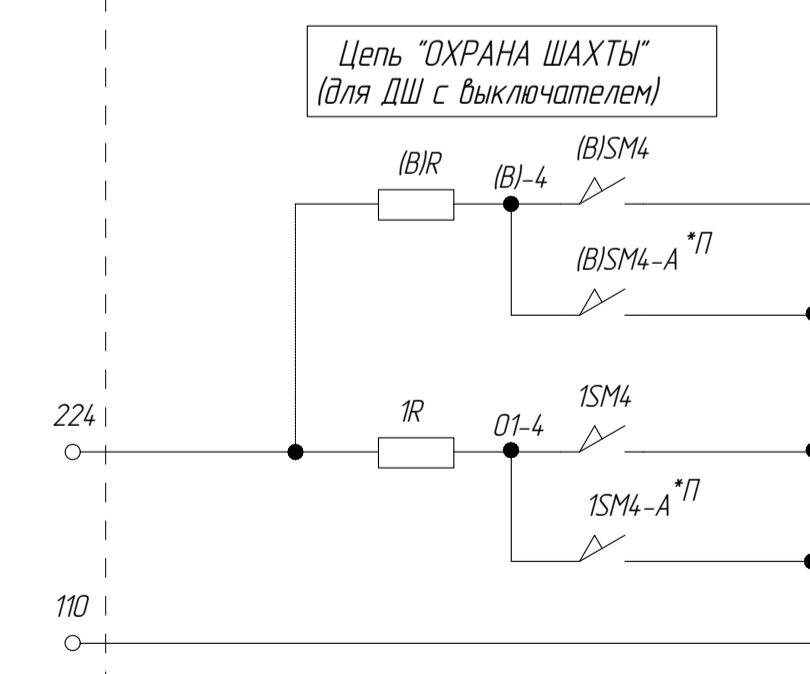 Цепь "ОХРАНА ШАХТЫ"
(для ДШ с выключателем)
(В)SM4
(В)R
(В)-4
(В)SM4-А *П
1SM4
224
1R
01-4
1SM4-А *П
110